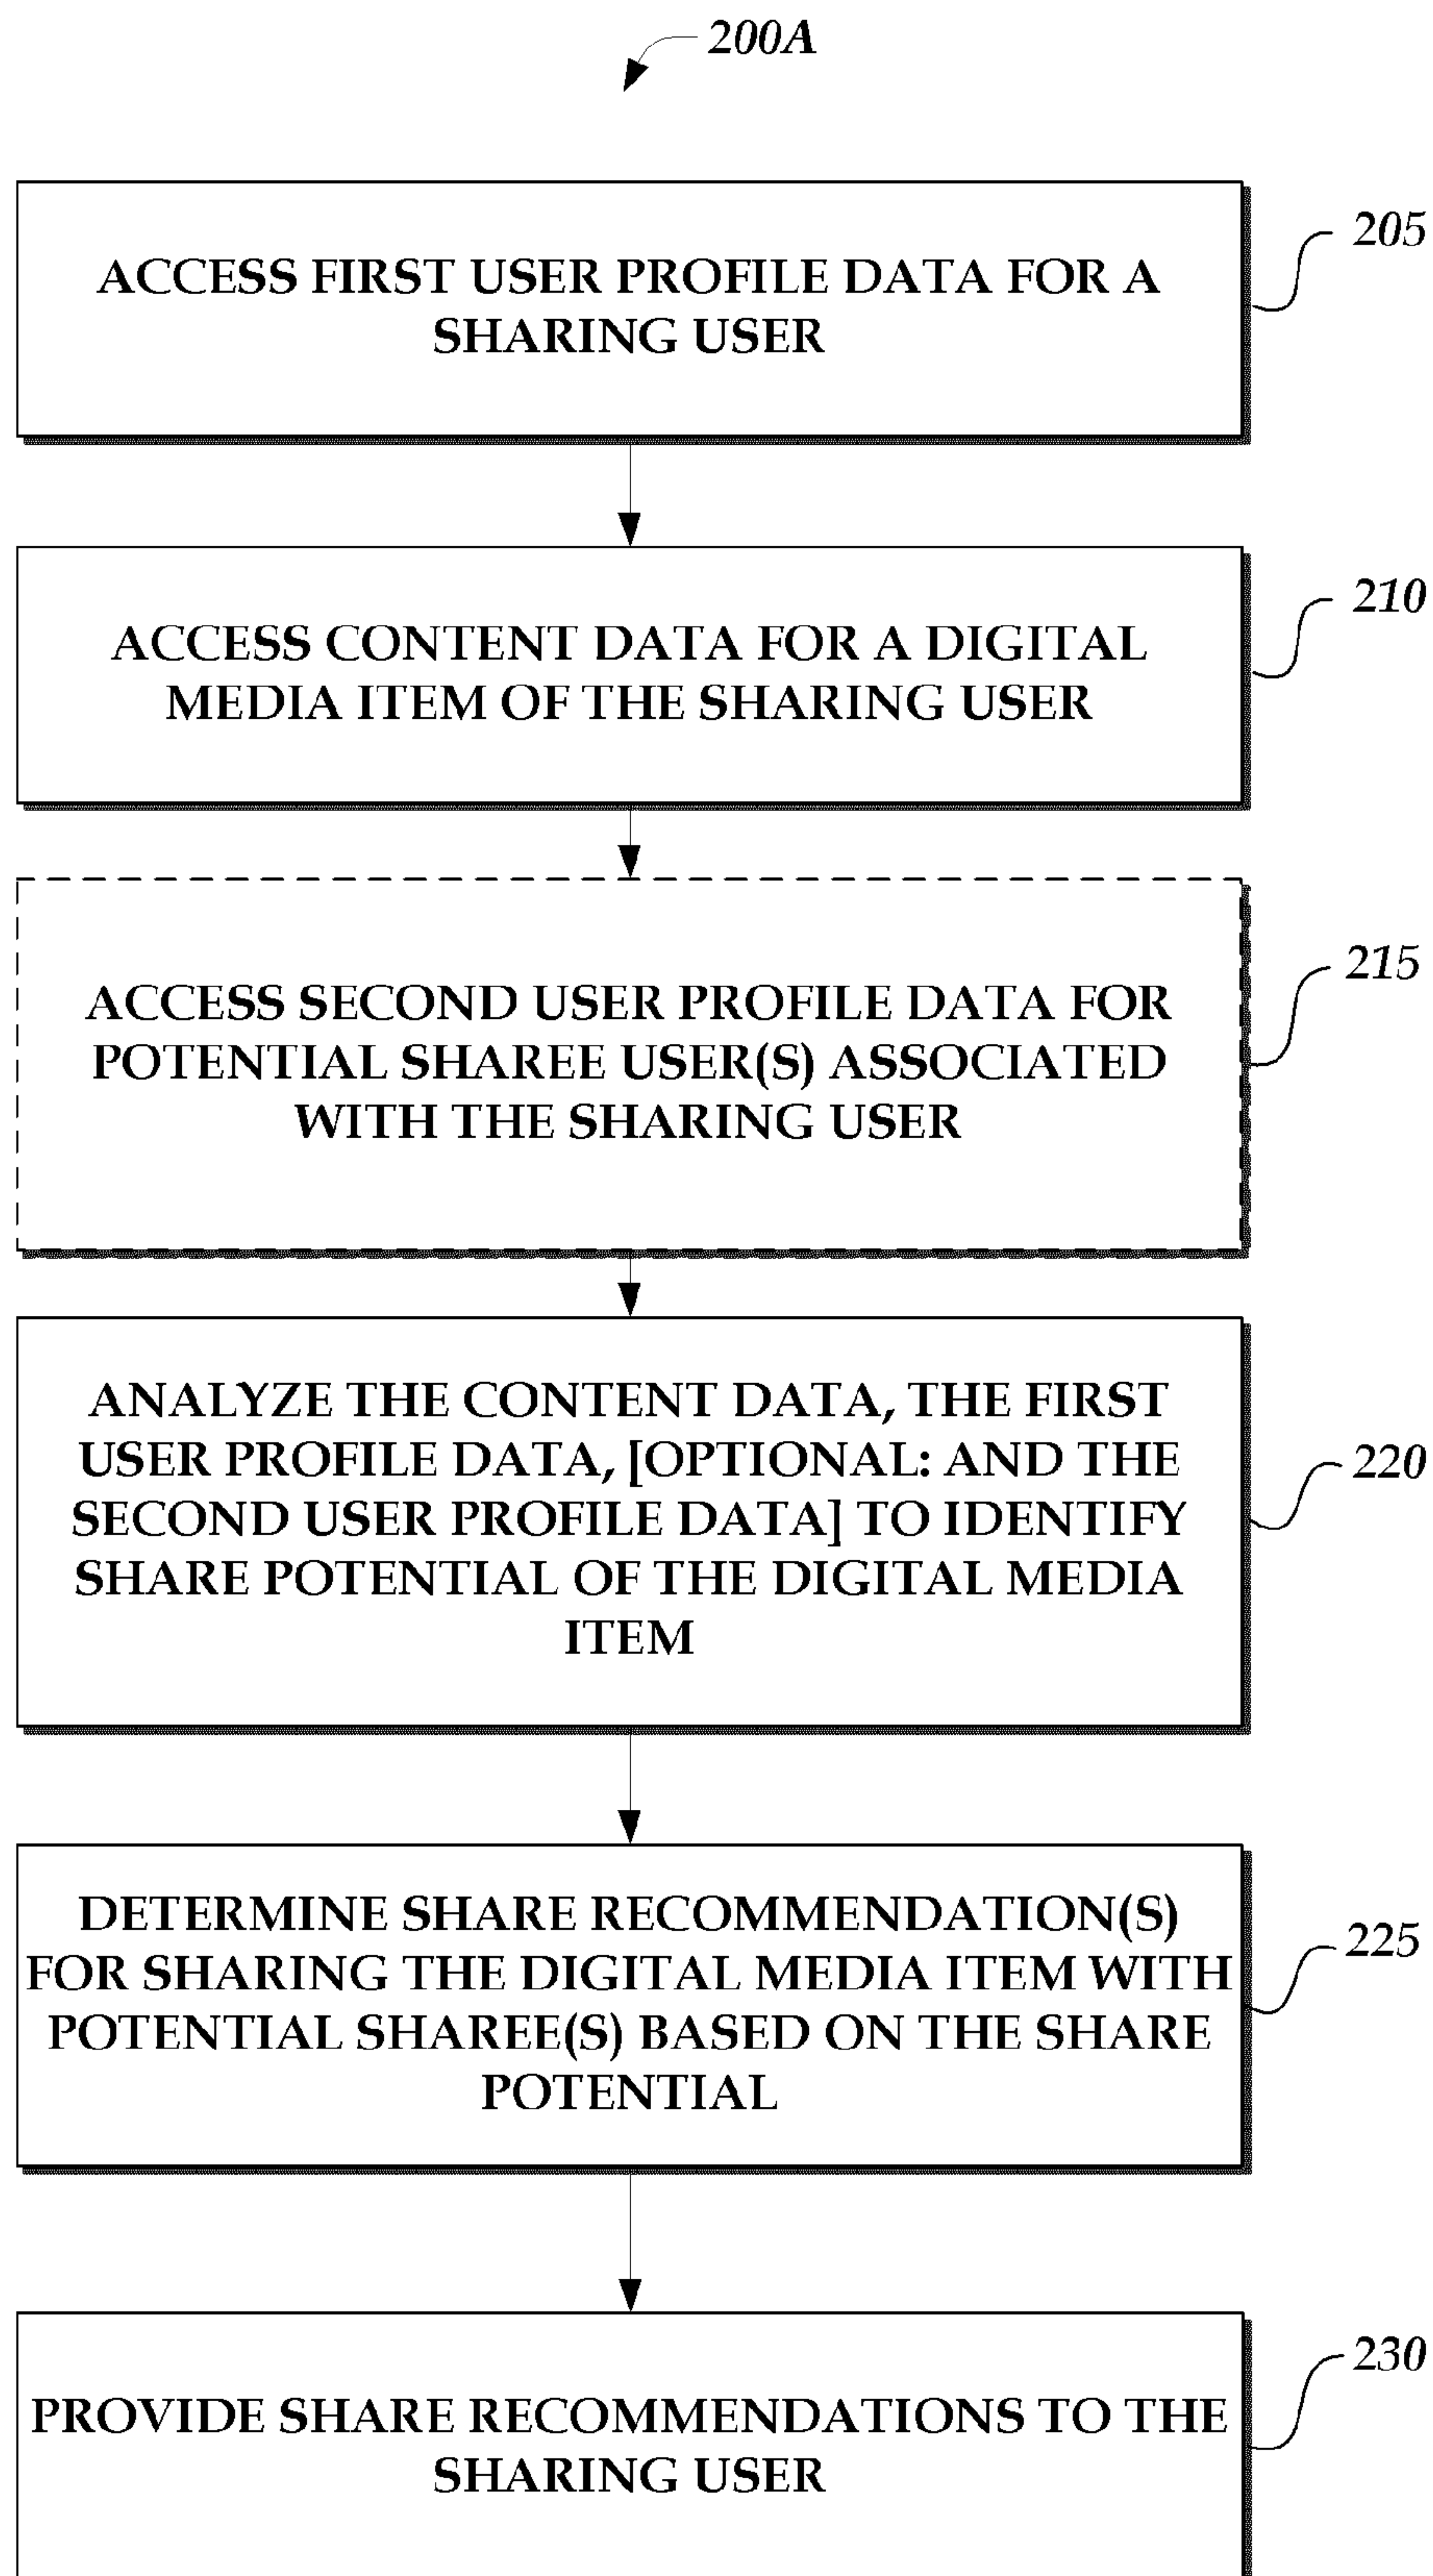 200A
ACCESS FIRST USER PROFILE DATA FOR A
SHARING USER
205
ACCESS CONTENT DATA FOR A DIGITAL
MEDIA ITEM OF THE SHARING USER
210
ACCESS SECOND USER PROFILE DATA FOR
POTENTIAL SHAREE USER(S) ASSOCIATED
WITH THE SHARING USER
215
ANALYZE THE CONTENT DATA, THE FIRST
USER PROFILE DATA, [OPTIONAL: AND THE
SECOND USER PROFILE DATA] TO IDENTIFY
SHARE POTENTIAL OF THE DIGITAL MEDIA
ITEM
220
DETERMINE SHARE RECOMMENDATION(S)
FOR SHARING THE DIGITAL MEDIA ITEM WITH
POTENTIAL SHAREE(S) BASED ON THE SHARE
POTENTIAL
225
PROVIDE SHARE RECOMMENDATIONS TO THE
SHARING USER
230